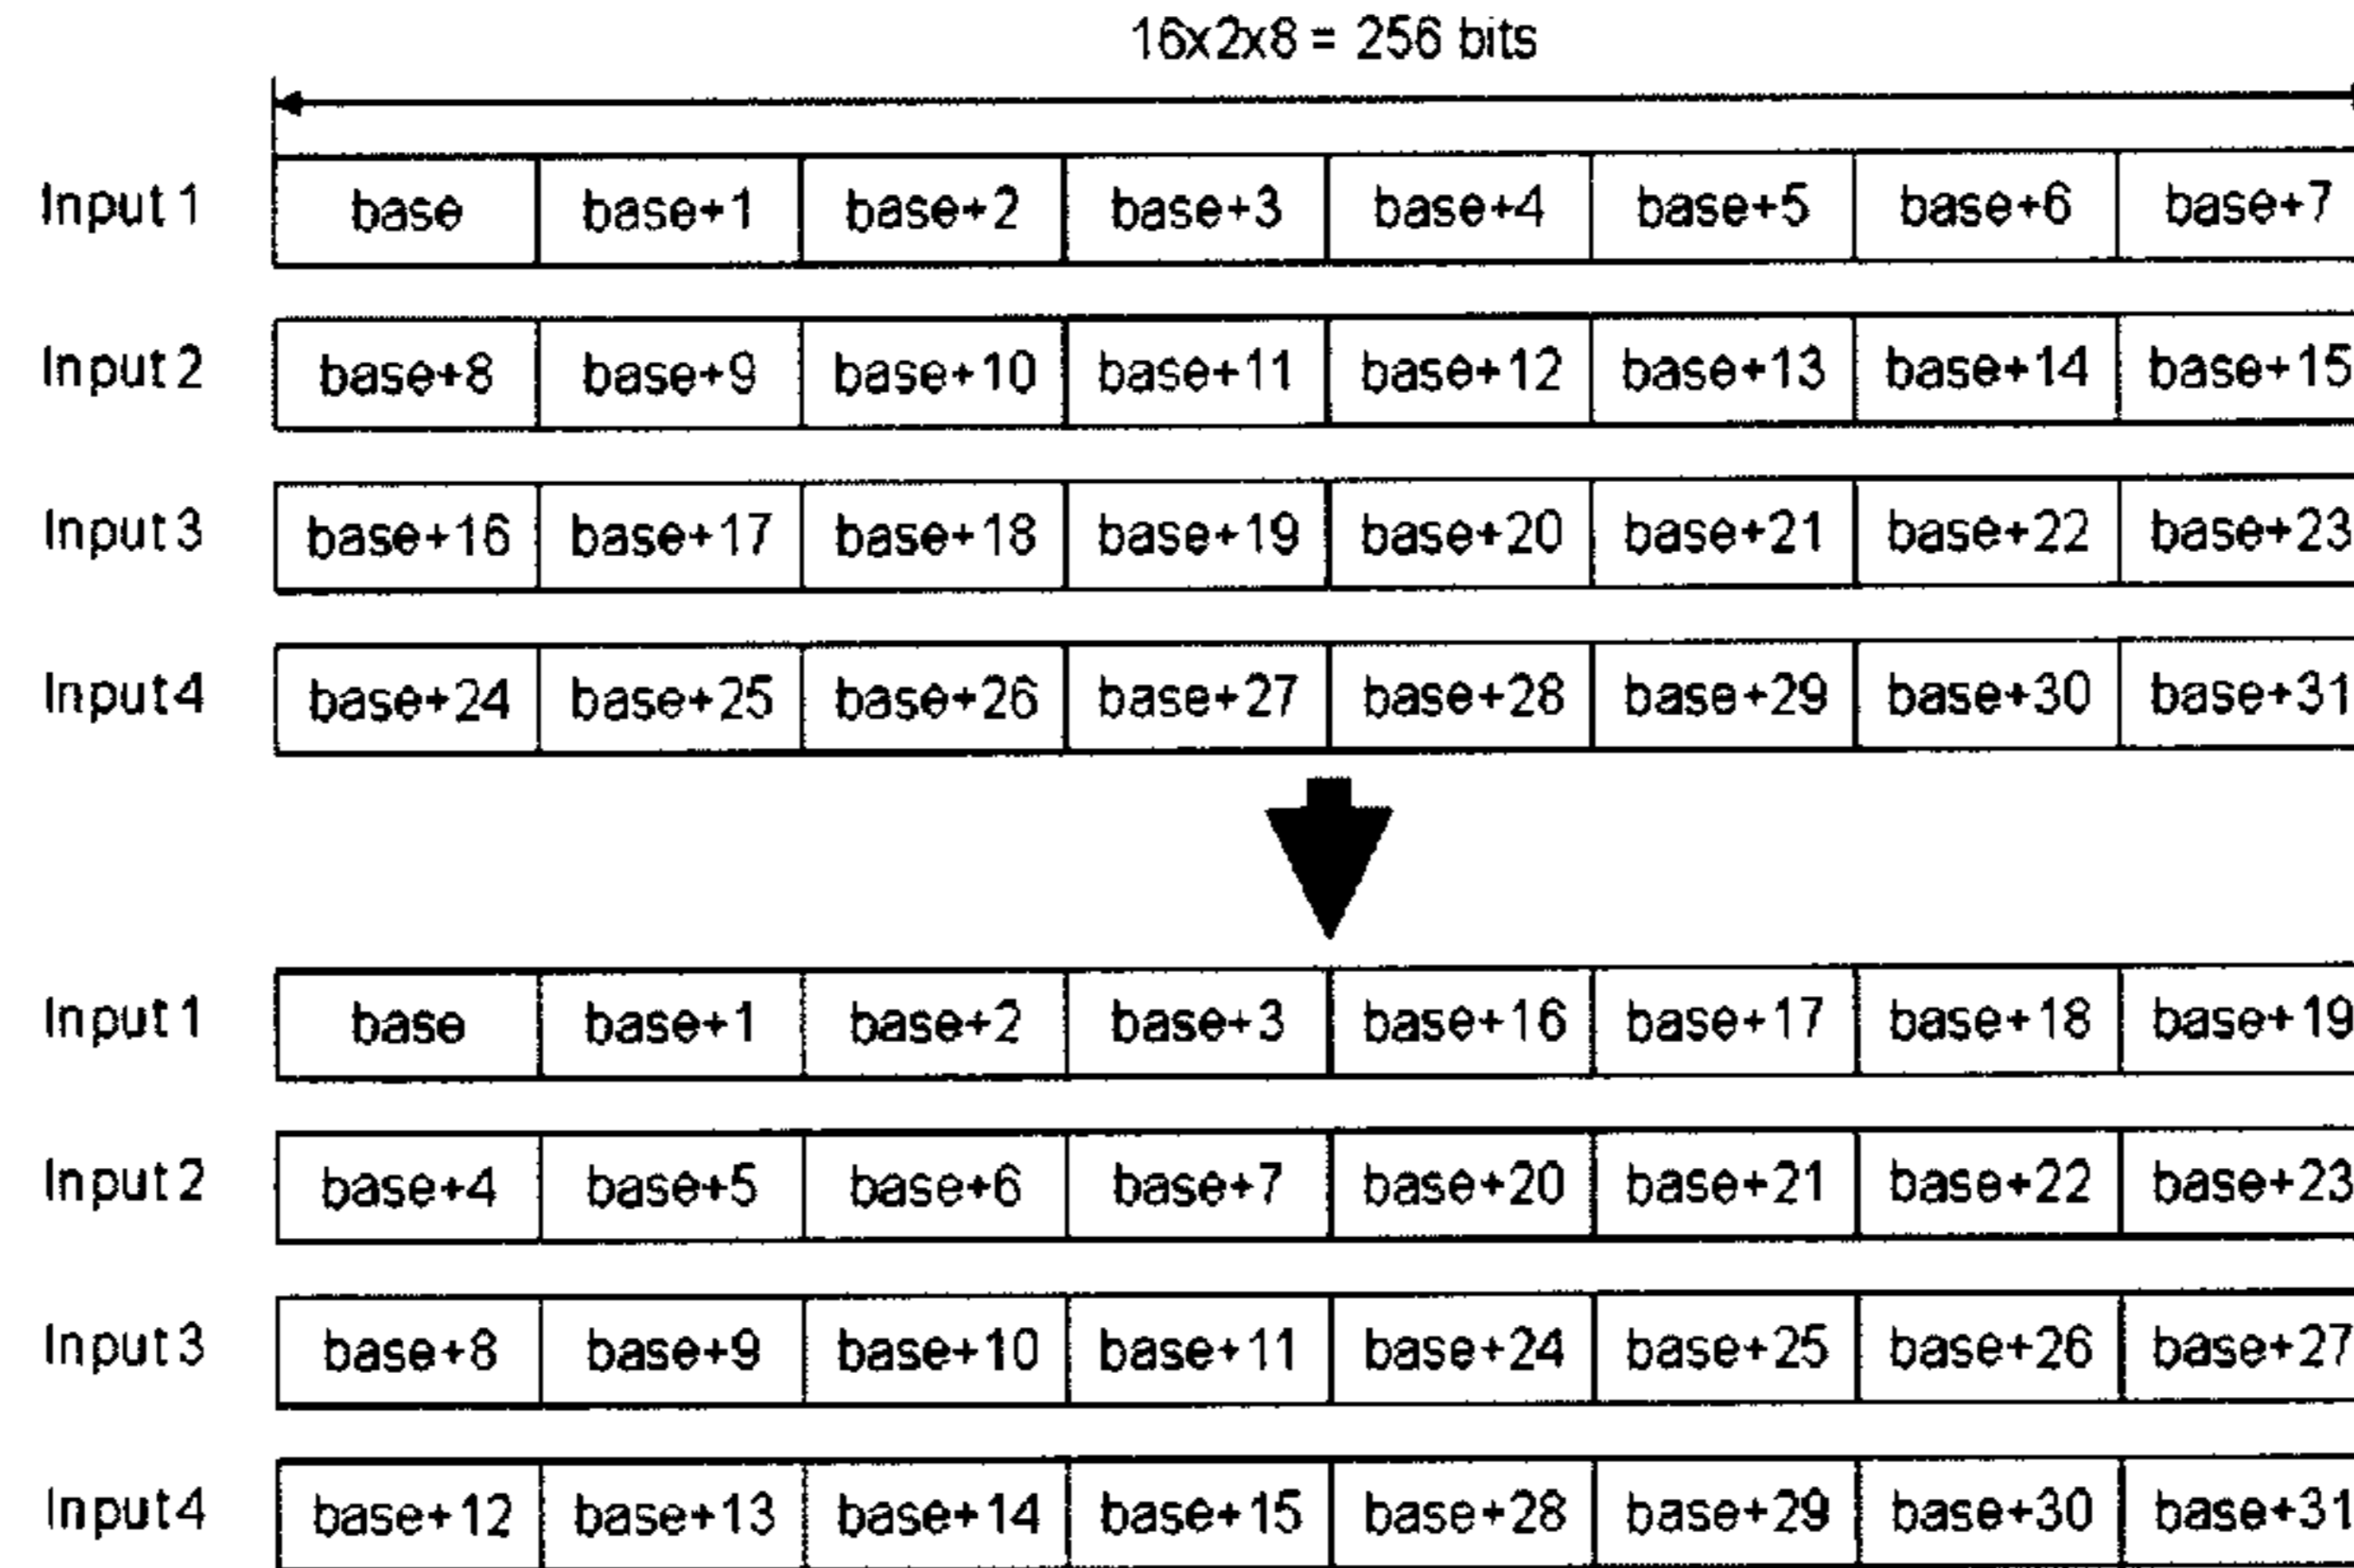 16x2x8 = 256 bits
Input 1 base base+1 base+2 base+3 base+4 base+5 base+6 base+7
Input 2 base+8 base+9 base+10 base+11 base+12 base+13 base+14 base+15
Input 3 base+16 base+17 base+18 base+19 base+20 base+21 base+22 base+23
Input 4 base+24 base+25 base+26 base+27 base+28 base+29 base+30 base+31
Input 1 base base+1 base+2 base+3 base+16 base+17 base+18 base+19
Input 2 base+4 base+5 base+6 base+7 base+20 base+21 base+22 base+23
Input 3 base+8 base+9 base+10 base+11 base+24 base+25 base+26 base+27
Input 4 base+12 base+13 base+14 base+15 base+28 base+29 base+30 base+31